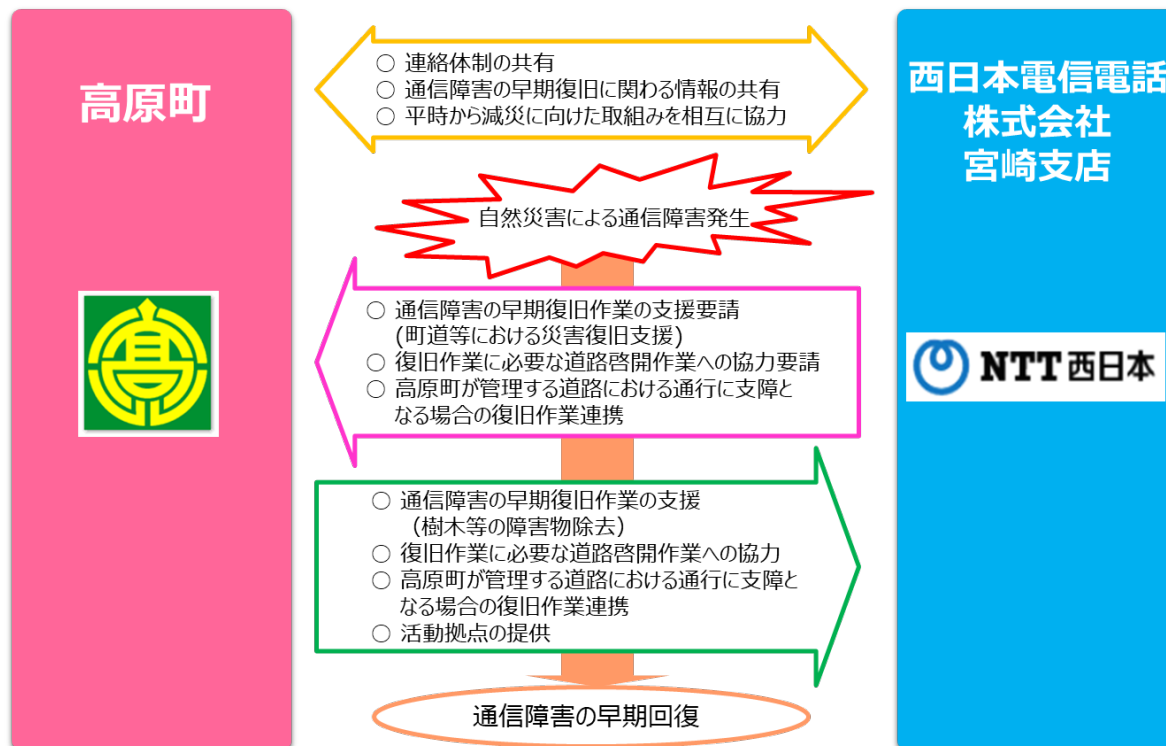 高原町
○ 連絡体制の共有
○ 通信障害の早期復旧に関わる情報の共有
○ 平時から減災に向けた取組みを相互に協力
西日本電信電話
株式会社
宮崎支店
自然災害による通信障害発生
○ 通信障害の早期復旧作業の支援要請
(町道等における災害復旧支援)
○ 復旧作業に必要な道路啓開作業への協力要請
○ 高原町が管理する道路における通行に支障と
なる場合の復旧作業連携
NTT西日本
○ 通信障害の早期復旧作業の支援
（樹木等の障害物除去）
○ 復旧作業に必要な道路啓開作業への協力
○ 高原町が管理する道路における通行に支障と
なる場合の復旧作業連携
○ 活動拠点の提供
通信障害の早期回復